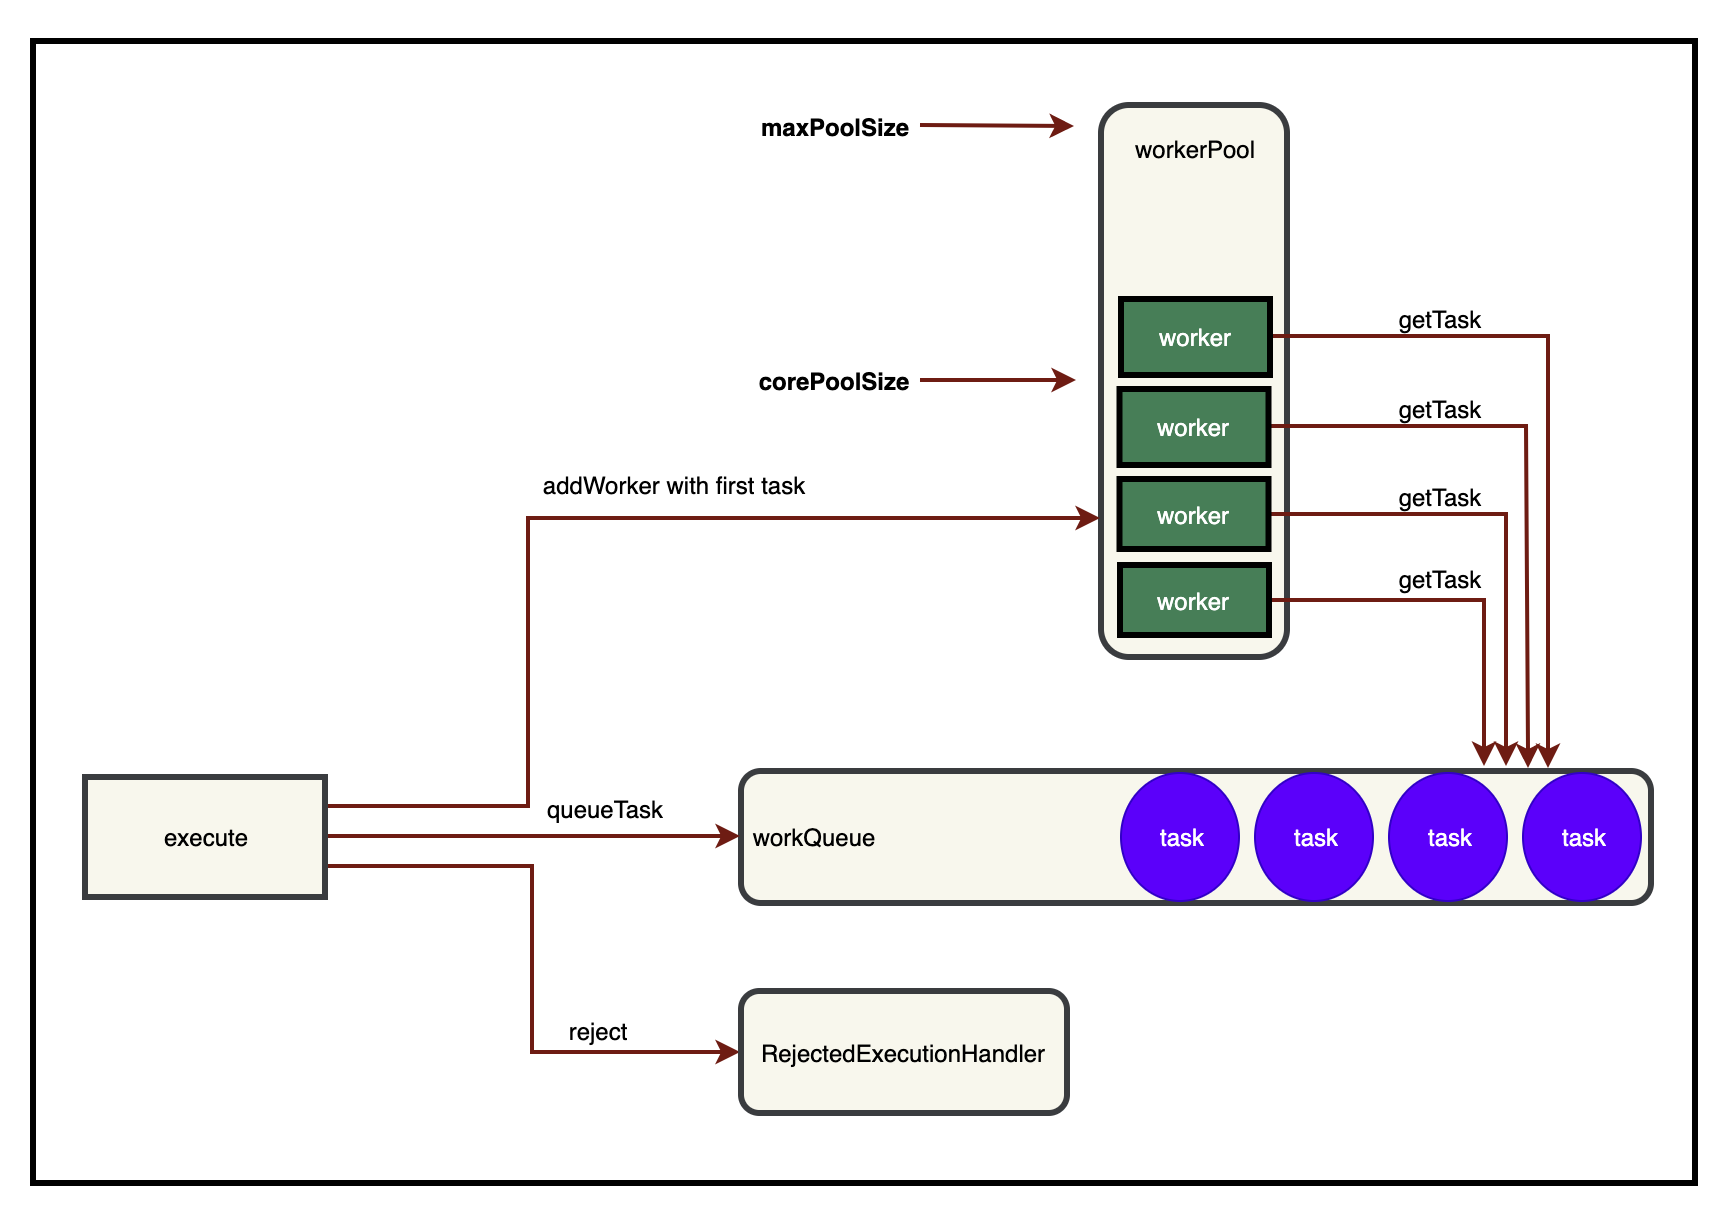 maxPoolSize
workerPool
worker
getTask
corePoolSize
worker
getTask
addWorker with first task
worker
getTask
worker
getTask
execute
queueTask
workQueue
task
task
task
task
reject
RejectedExecutionHandler